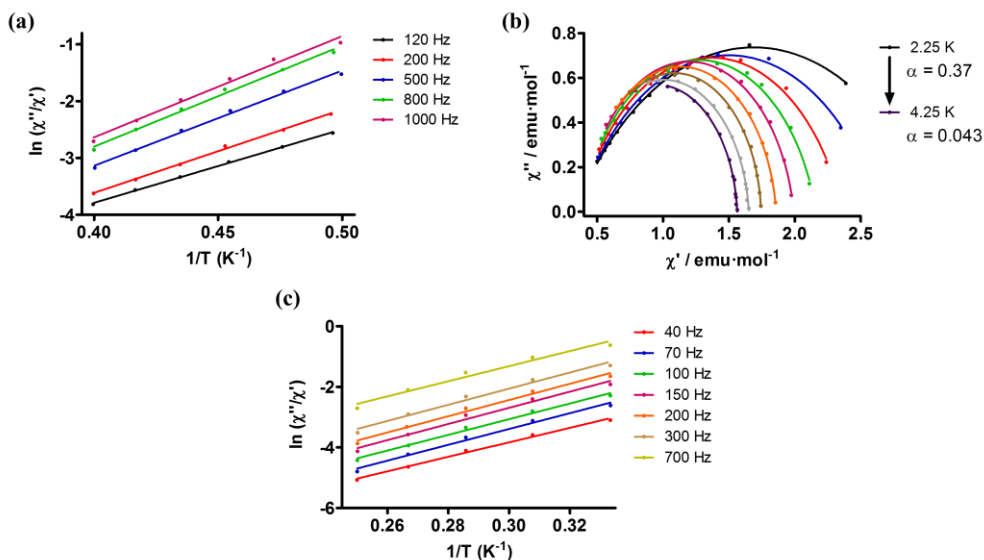 (a)
ln (χ''/χ')
-1
-2
-3
-4
0.40
0.45
0.50
1/T (K⁻¹)
120 Hz
200 Hz
500 Hz
800 Hz
1000 Hz
(b)
χ'' / emu·mol⁻¹
0.8
0.6
0.4
0.2
0.0
0.5
1.0
1.5
2.0
2.5
χ' / emu·mol⁻¹
2.25 K
α = 0.37
4.25 K
α = 0.043
(c)
ln (χ''/χ')
0
-2
-4
-6
0.26
0.28
0.30
0.32
1/T (K⁻¹)
40 Hz
70 Hz
100 Hz
150 Hz
200 Hz
300 Hz
700 Hz